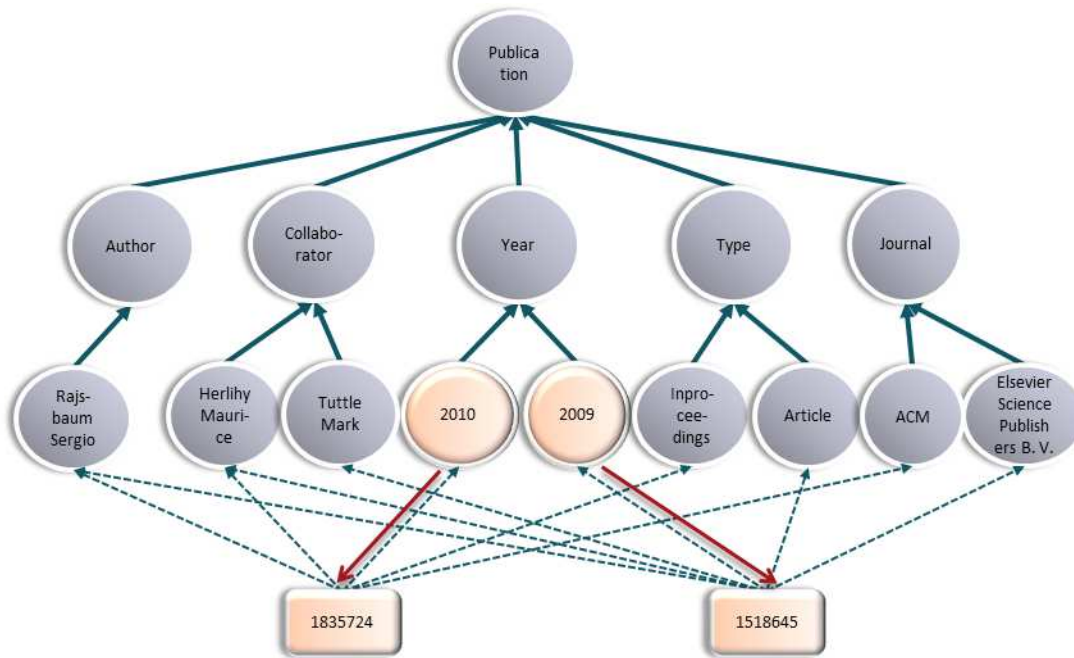 Publica
tion
Author
Collabo-
rator
Year
Type
Journal
Rajs-
baum
Sergio
Herlihy
Mauri-
ce
Tuttle
Mark
2010
2009
Inpro-
cee-
dings
Article
ACM
Elsevier
Science
Publish
ers B. V.
1835724
1518645